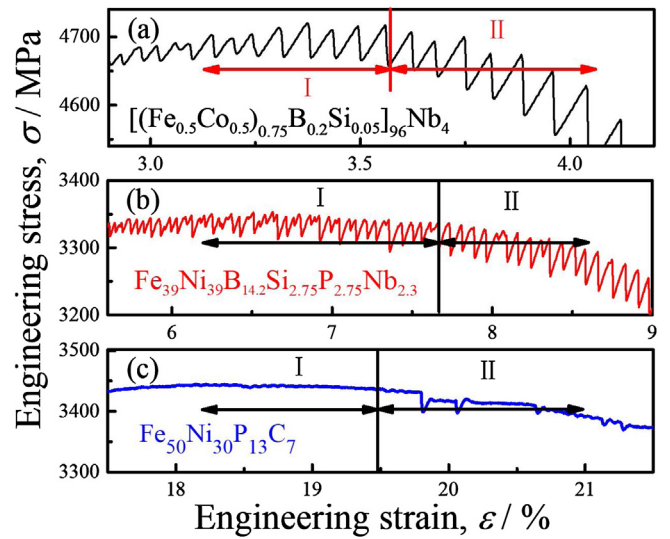 Engineering stress, σ / MPa
(a)
II
4700
4600
I
[(Fe0.5Co0.5)0.75B0.2Si0.05]96Nb4
3.0 3.5 4.0
3400
(b)
I
II
3300
Fe39Ni39B14.2Si2.75P2.75Nb2.3
3200
6 7 8 9
3500
(c)
I
II
3400
Fe50Ni30P13C7
3300
18 19 20 21
Engineering strain, ε / %